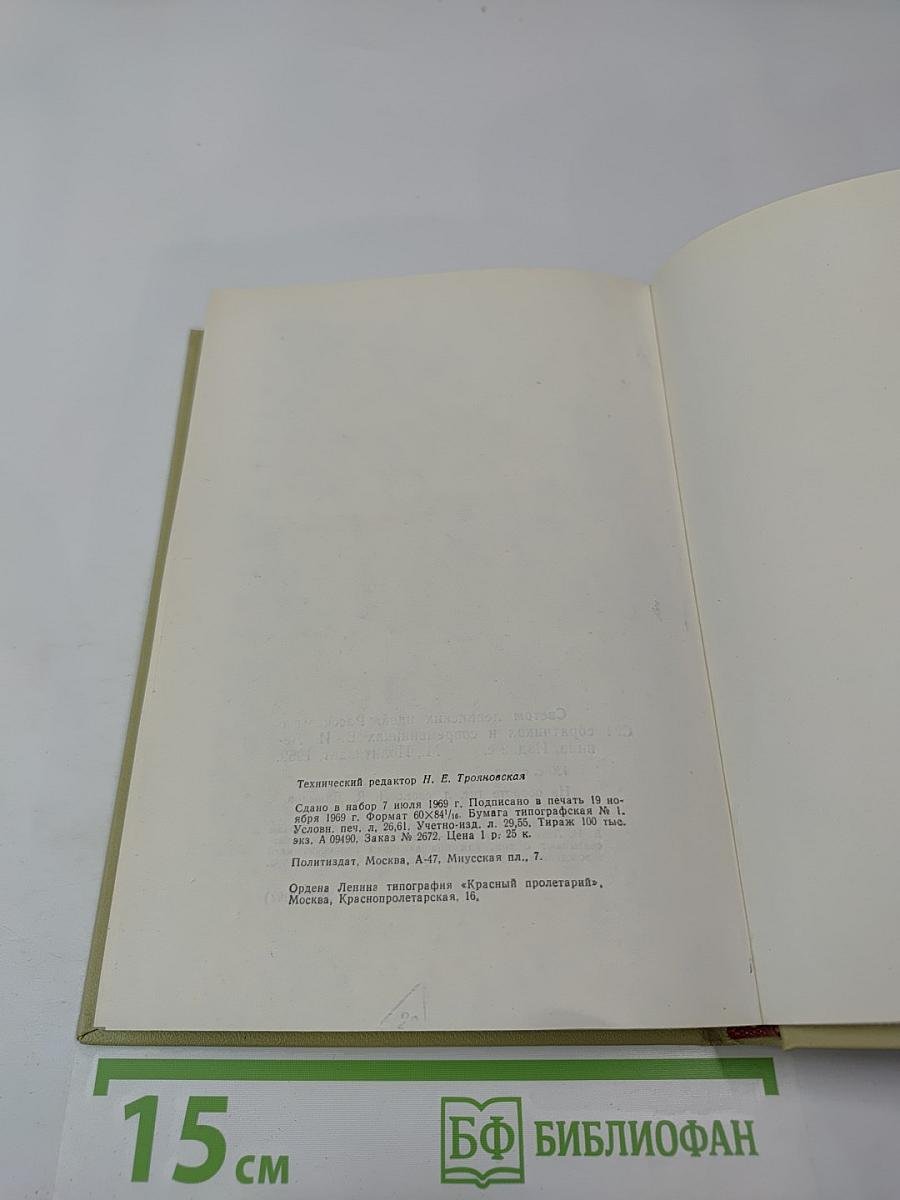 Технический редактор Н. Е. Трояновская
Сдано в набор 7 июля 1969 г. Подписано в печать 19 но-
ября 1969 г. Формат 60×84¹/₁₆. Бумага типографская № 1.
Условн. печ. л. 26,61. Учетно-изд. л. 29,55. Тираж 100 тыс.
экз. А 09490. Заказ № 2672. Цена 1 р. 25 к.
Политиздат, Москва, А-47, Миусская пл., 7.
Ордена Ленина типография «Красный пролетарий».
Москва, Краснопролетарская, 16.
15 см
БФ БИБЛИОФАН